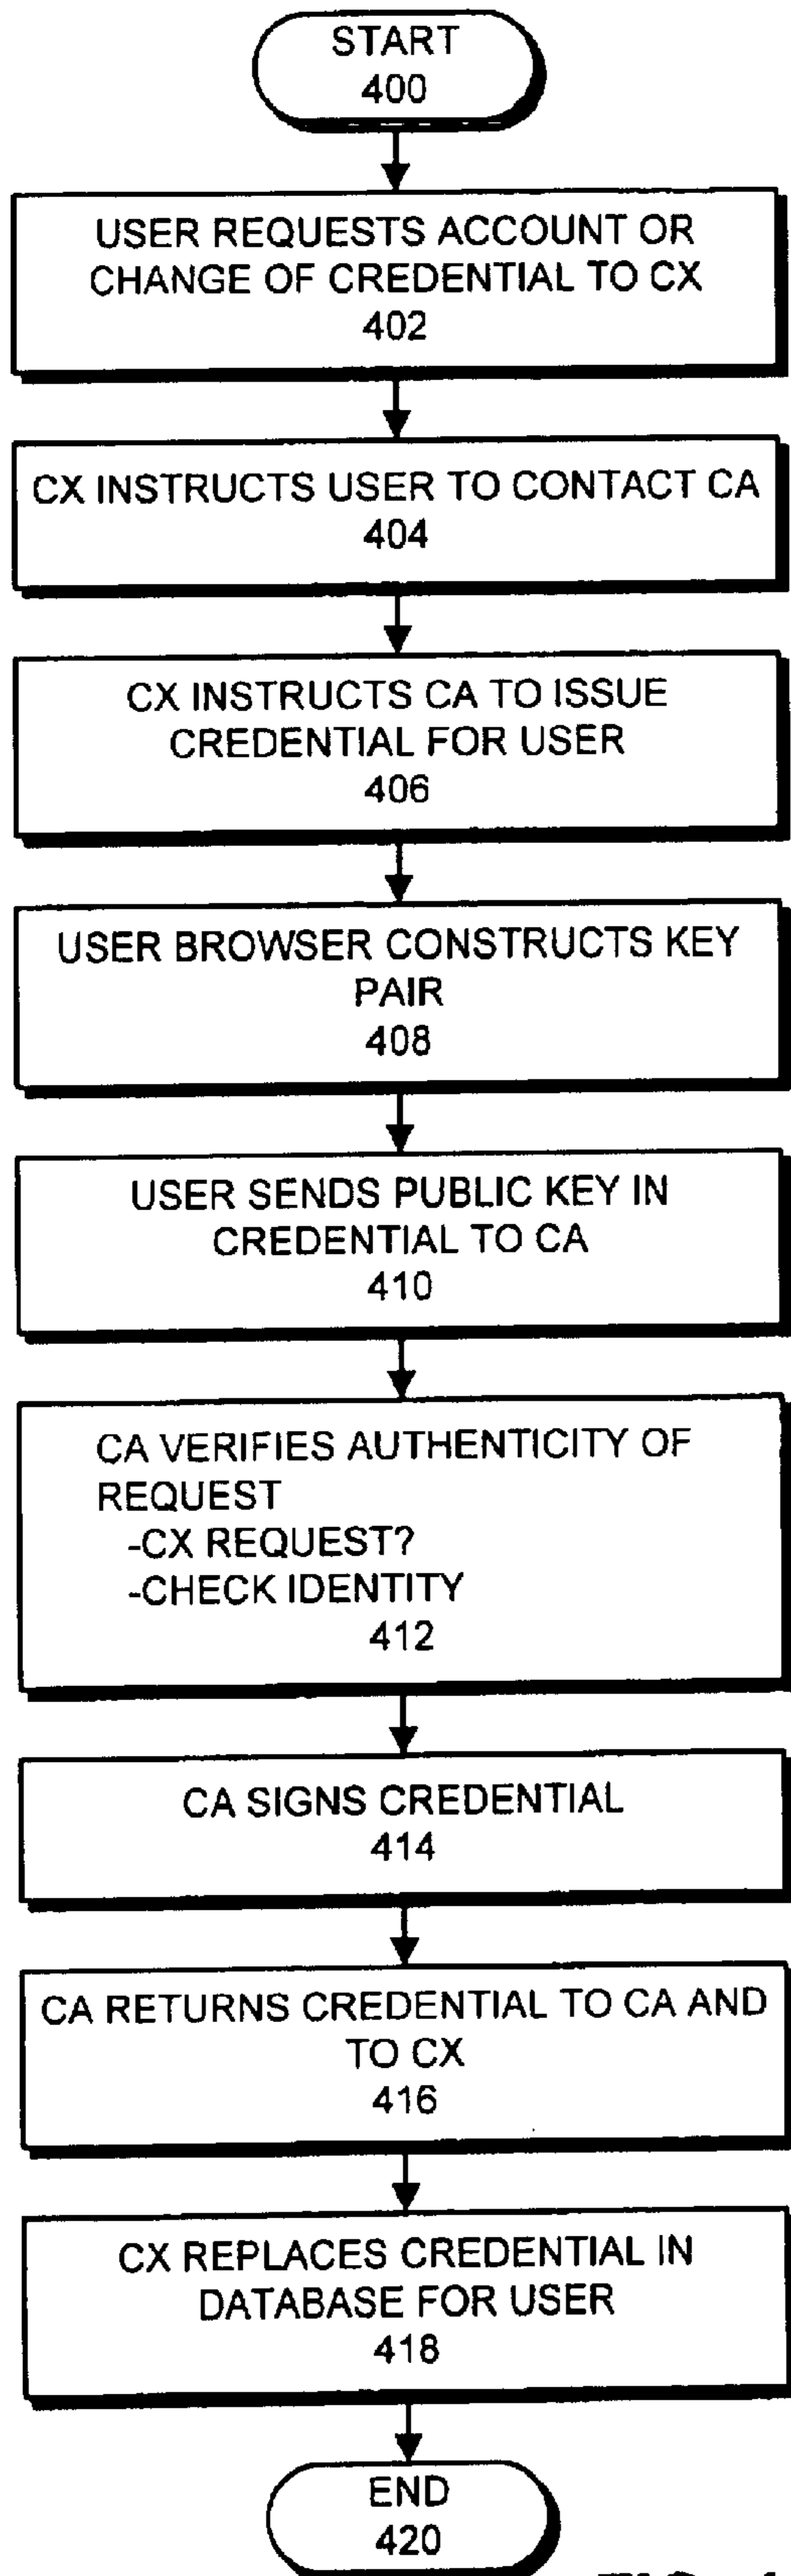 START
400
USER REQUESTS ACCOUNT OR
CHANGE OF CREDENTIAL TO CX
402
CX INSTRUCTS USER TO CONTACT CA
404
CX INSTRUCTS CA TO ISSUE
CREDENTIAL FOR USER
406
USER BROWSER CONSTRUCTS KEY
PAIR
408
USER SENDS PUBLIC KEY IN
CREDENTIAL TO CA
410
CA VERIFIES AUTHENTICITY OF
REQUEST
-CX REQUEST?
-CHECK IDENTITY
412
CA SIGNS CREDENTIAL
414
CA RETURNS CREDENTIAL TO CA AND
TO CX
416
CX REPLACES CREDENTIAL IN
DATABASE FOR USER
418
END
420